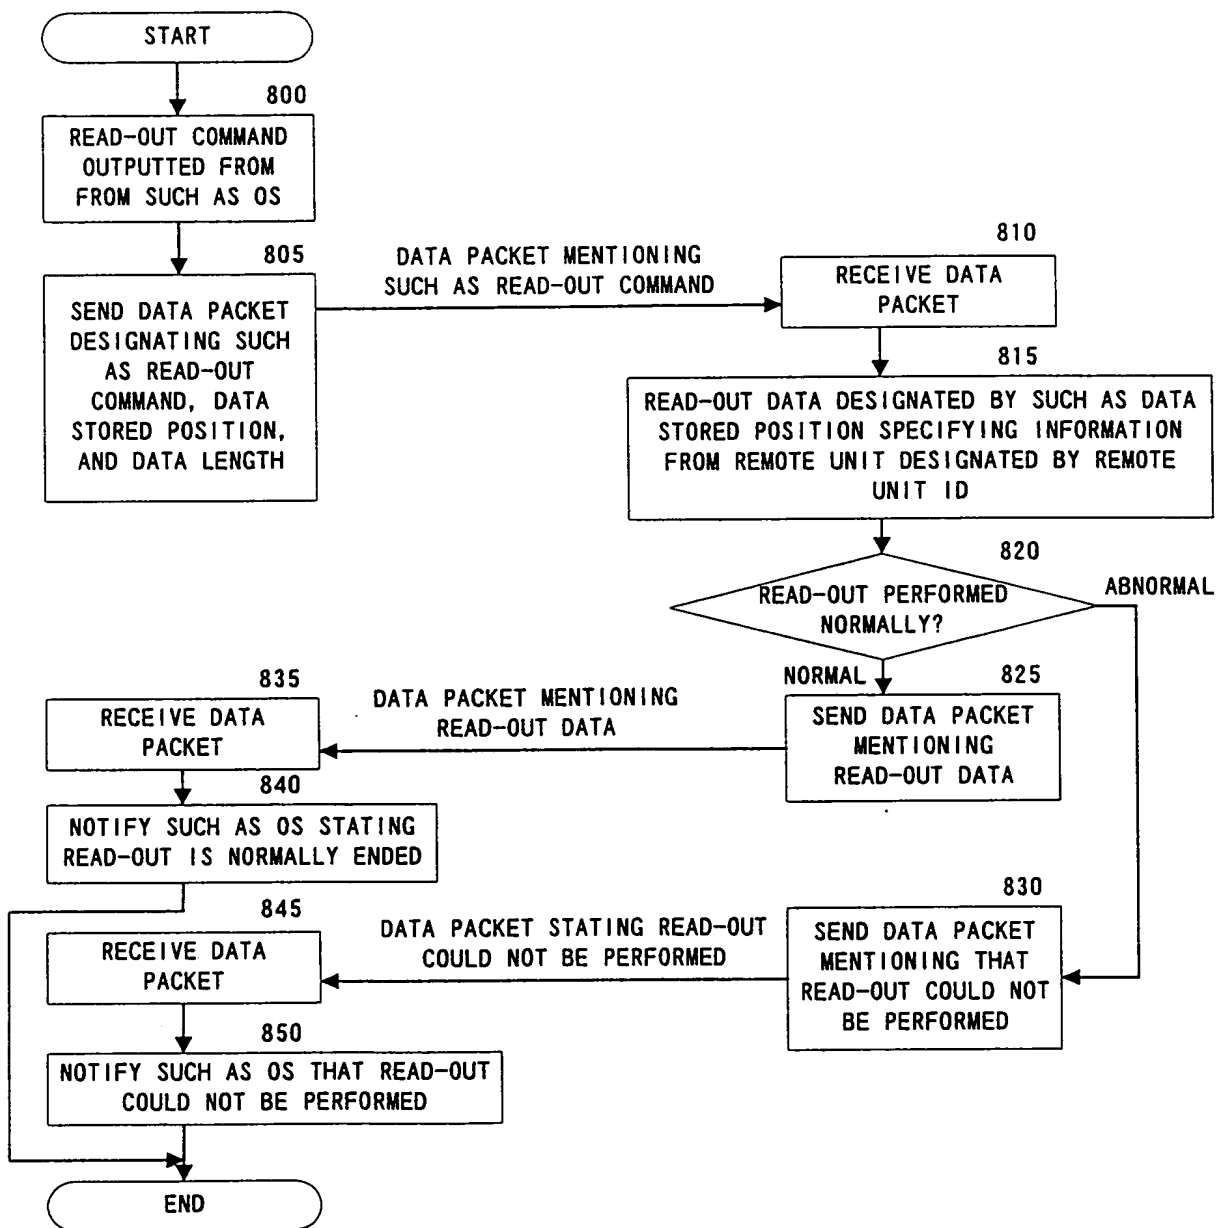 START
800
READ-OUT COMMAND
OUTPUTTED FROM
FROM SUCH AS OS
805
SEND DATA PACKET
DESIGNATING SUCH
AS READ-OUT
COMMAND, DATA
STORED POSITION,
AND DATA LENGTH
DATA PACKET MENTIONING
SUCH AS READ-OUT COMMAND
810
RECEIVE DATA
PACKET
815
READ-OUT DATA DESIGNATED BY SUCH AS DATA
STORED POSITION SPECIFYING INFORMATION
FROM REMOTE UNIT DESIGNATED BY REMOTE
UNIT ID
820
READ-OUT PERFORMED
NORMALLY?
ABNORMAL
NORMAL
825
SEND DATA PACKET
MENTIONING
READ-OUT DATA
DATA PACKET MENTIONING
READ-OUT DATA
835
RECEIVE DATA
PACKET
840
NOTIFY SUCH AS OS STATING
READ-OUT IS NORMALLY ENDED
830
SEND DATA PACKET
MENTIONING THAT
READ-OUT COULD NOT
BE PERFORMED
DATA PACKET STATING READ-OUT
COULD NOT BE PERFORMED
845
RECEIVE DATA
PACKET
850
NOTIFY SUCH AS OS THAT READ-OUT
COULD NOT BE PERFORMED
END